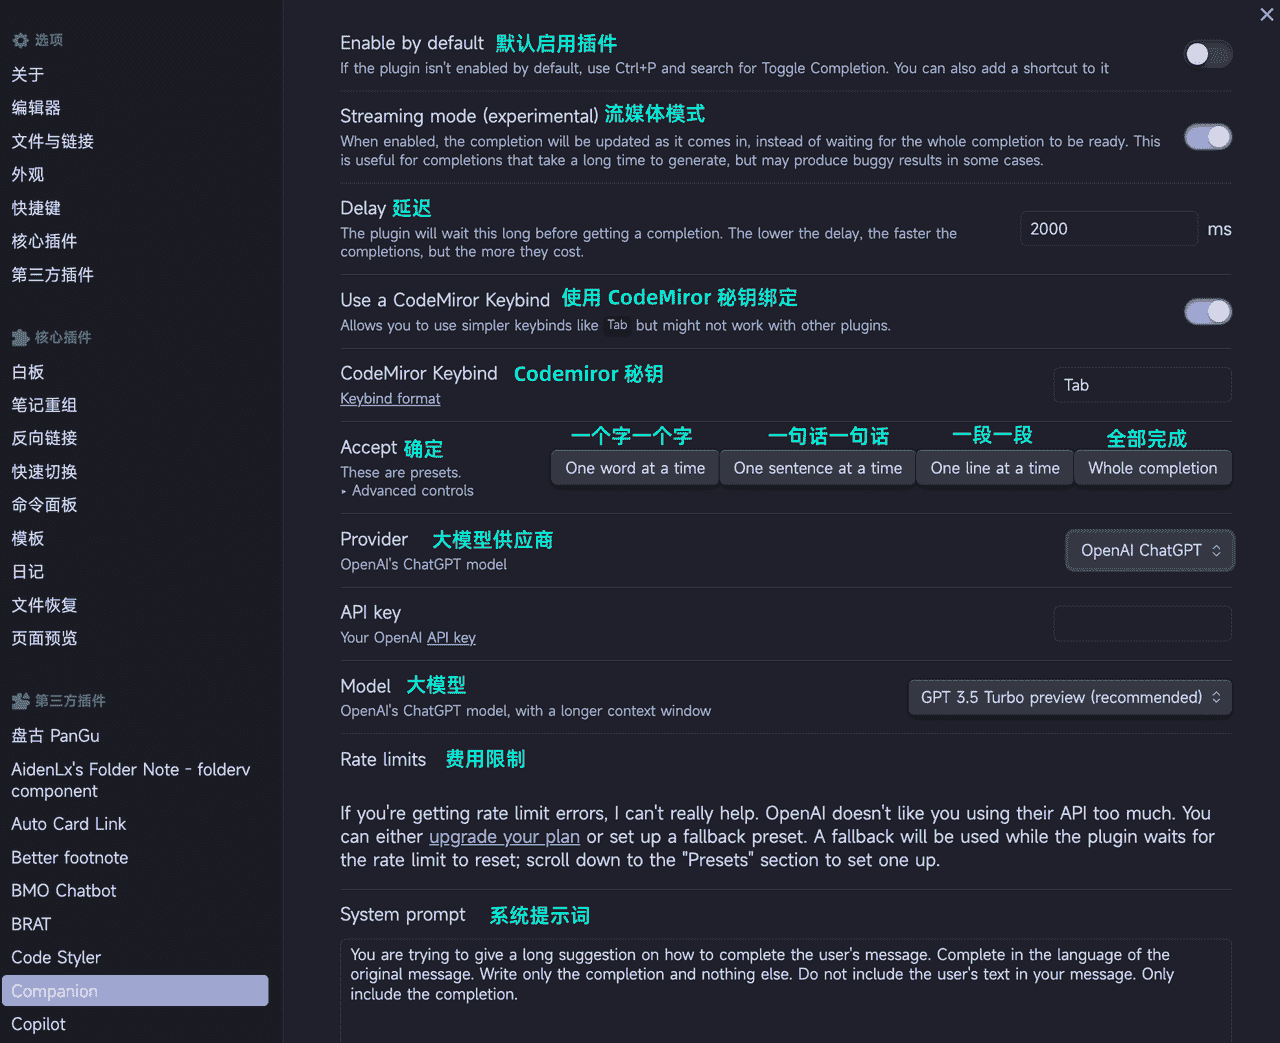 选项
关于
编辑器
文件与链接
外观
快捷键
核心插件
第三方插件
核心插件
白板
笔记重组
反向链接
快速切换
命令面板
模板
日记
文件恢复
页面预览
第三方插件
盘古 PanGu
AidenLx's Folder Note - folderv
component
Auto Card Link
Better footnote
BMO Chatbot
BRAT
Code Styler
Companion
Copilot
Enable by default 默认启用插件
If the plugin isn't enabled by default, use Ctrl+P and search for Toggle Completion. You can also add a shortcut to it
Streaming mode (experimental) 流媒体模式
When enabled, the completion will be updated as it comes in, instead of waiting for the whole completion to be ready. This
is useful for completions that take a long time to generate, but may produce buggy results in some cases.
Delay 延迟
The plugin will wait this long before getting a completion. The lower the delay, the faster the
completions, but the more they cost.
2000 ms
Use a CodeMiror Keybind 使用 CodeMiror 秘钥绑定
Allows you to use simpler keybinds like Tab but might not work with other plugins.
CodeMiror Keybind Codemiror 秘钥
Keybind format
Tab
Accept 确定
These are presets.
▸ Advanced controls
一个字一个字 一句话一句话 一段一段 全部完成
One word at a time One sentence at a time One line at a time Whole completion
Provider 大模型供应商
OpenAI's ChatGPT model
OpenAI ChatGPT
API key
Your OpenAI API key
Model 大模型
OpenAI's ChatGPT model, with a longer context window
GPT 3.5 Turbo preview (recommended)
Rate limits 费用限制
If you're getting rate limit errors, I can't really help. OpenAI doesn't like you using their API too much. You
can either upgrade your plan or set up a fallback preset. A fallback will be used while the plugin waits for
the rate limit to reset; scroll down to the "Presets" section to set one up.
System prompt 系统提示词
You are trying to give a long suggestion on how to complete the user's message. Complete in the language of the
original message. Write only the completion and nothing else. Do not include the user's text in your message. Only
include the completion.